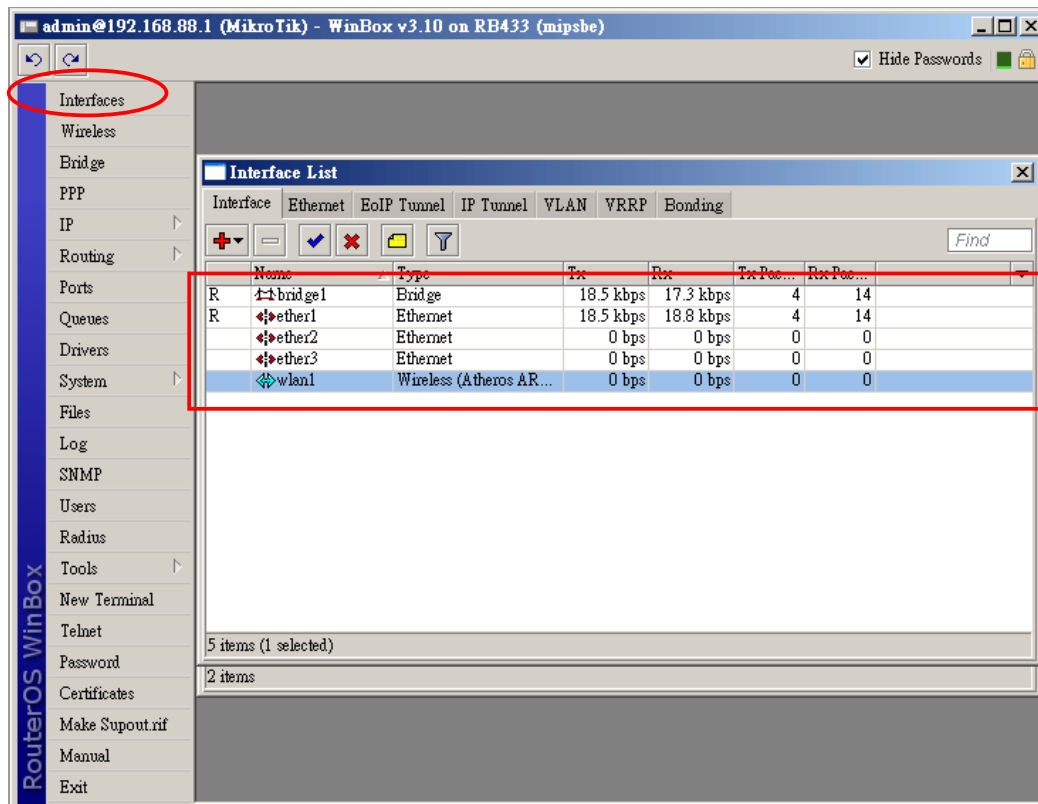 admin@192.168.88.1 (MikroTik) - WinBox v3.10 on RB433 (mipsbe)
Hide Passwords
Interfaces
Wireless
Bridge
PPP
IP
Routing
Ports
Queues
Drivers
System
Files
Log
SNMP
Users
Radius
Tools
New Terminal
Telnet
Password
Certificates
Make Supout.rif
Manual
Exit
RouterOS WinBox
Interface List
Interface Ethernet EoIP Tunnel IP Tunnel VLAN VRRP Bonding
Find
Name Type Tx Rx Tx Pac... Rx Pac...
R bridge1 Bridge 18.5 kbps 17.3 kbps 4 14
R ether1 Ethernet 18.5 kbps 18.8 kbps 4 14
ether2 Ethernet 0 bps 0 bps 0 0
ether3 Ethernet 0 bps 0 bps 0 0
wlan1 Wireless (Atheros AR... 0 bps 0 bps 0 0
5 items (1 selected)
2 items